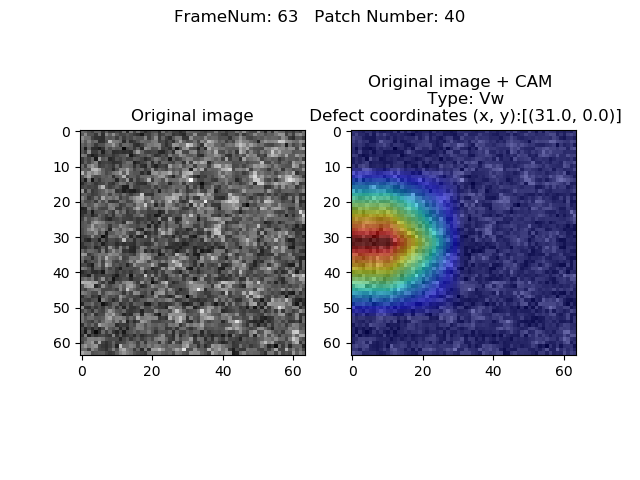 FrameNum: 63   Patch Number: 40
Original image
Original image + CAM
Type: Vw
Defect coordinates (x, y):[(31.0, 0.0)]
0
10
20
30
40
50
60
0 20 40 60
0
10
20
30
40
50
60
0 20 40 60